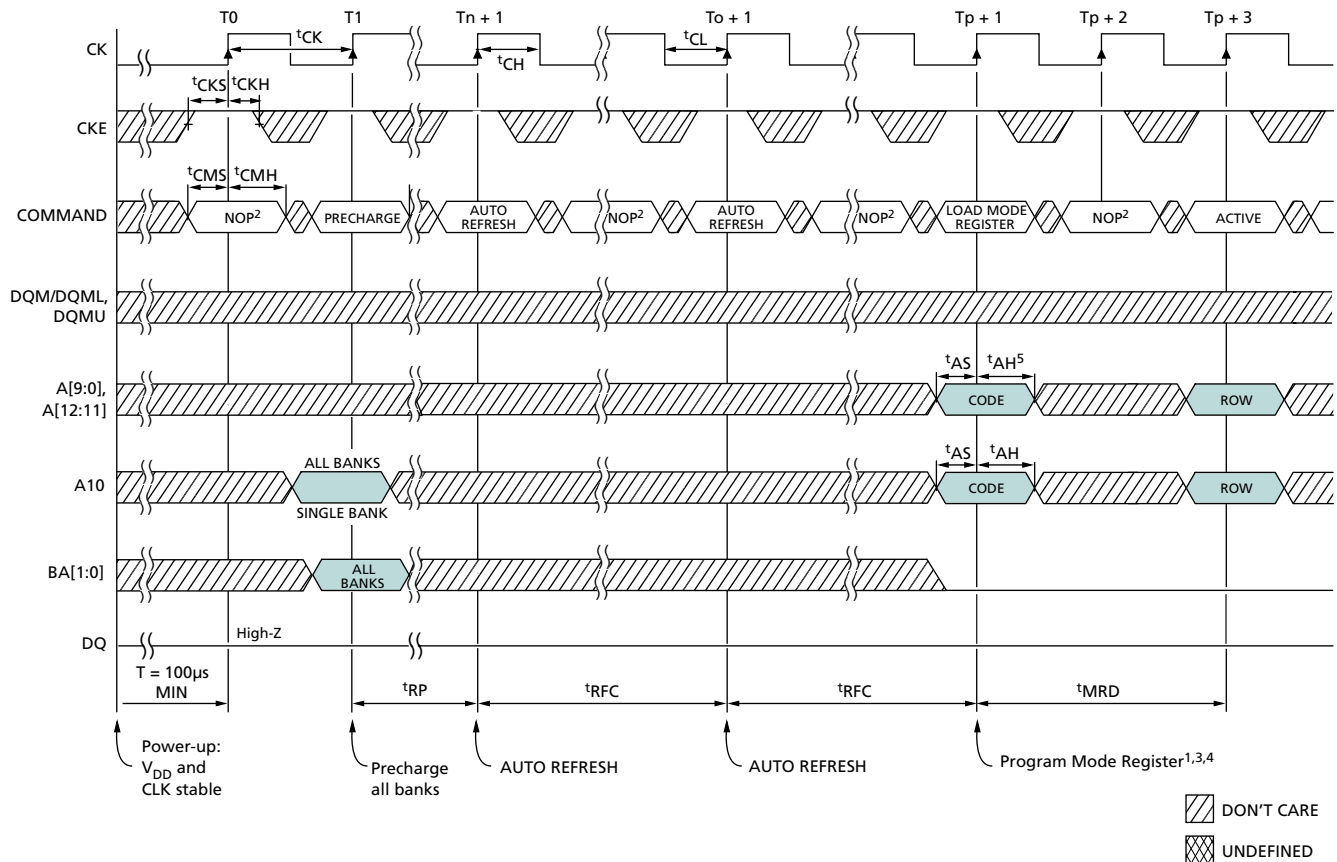 T0 T1 Tn + 1 To + 1 Tp + 1 Tp + 2 Tp + 3
CK
tCK
tCH
tCL
tCKS tCKH
CKE
tCMS tCMH
COMMAND
NOP2 PRECHARGE AUTO REFRESH NOP2 AUTO REFRESH NOP2 LOAD MODE REGISTER NOP2 ACTIVE
DQM/DQML,
DQMU
tAS tAH5
A[9:0],
A[12:11]
CODE ROW
tAS tAH
ALL BANKS
A10
CODE ROW
SINGLE BANK
BA[1:0]
ALL
BANKS
High-Z
DQ
T = 100µs
MIN
tRP tRFC tRFC tMRD
Power-up:
VDD and
CLK stable
Precharge
all banks
AUTO REFRESH
AUTO REFRESH
Program Mode Register1,3,4
DON'T CARE
UNDEFINED